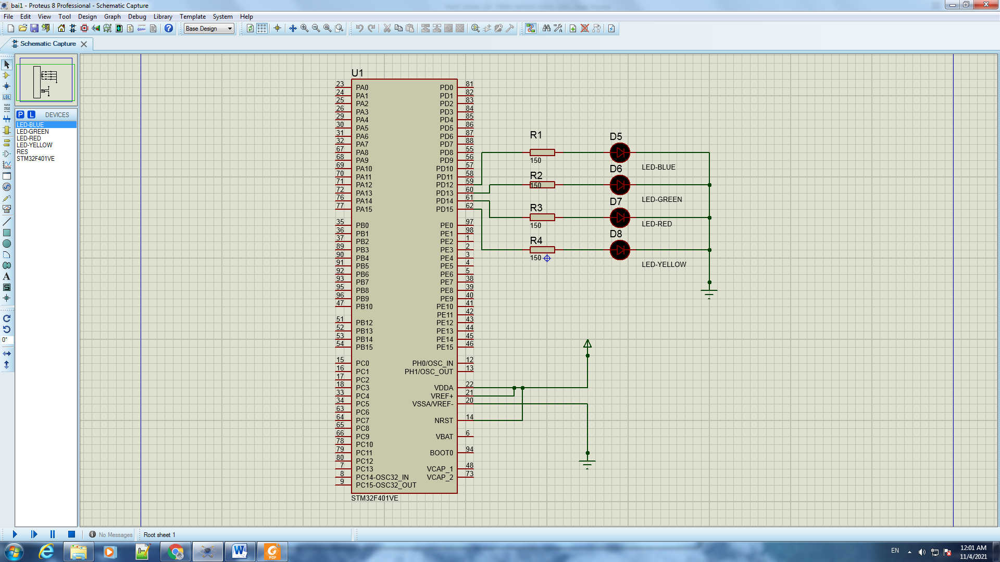 bai1 - Proteus 8 Professional - Schematic Capture
File Edit View Tool Design Graph Debug Library Template System Help
Base Design
Schematic Capture
P L DEVICES
LED-BLUE
LED-GREEN
LED-RED
LED-YELLOW
RES
STM32F401VE
LBL
A
S
0°
U1
23 PA0 PD0 81
24 PA1 PD1 82
25 PA2 PD2 83
26 PA3 PD3 84
29 PA4 PD4 85
30 PA5 PD5 86
31 PA6 PD6 87
32 PA7 PD7 88
67 PA8 PD8 55
68 PA9 PD9 56
69 PA10 PD10 57
70 PA11 PD11 58
71 PA12 PD12 59
72 PA13 PD13 60
76 PA14 PD14 61
77 PA15 PD15 62
35 PB0 PE0 97
36 PB1 PE1 98
37 PB2 PE2 1
89 PB3 PE3 2
90 PB4 PE4 3
91 PB5 PE5 4
92 PB6 PE6 5
93 PB7 PE7 38
95 PB8 PE8 39
96 PB9 PE9 40
47 PB10 PE10 41
PE11 42
51 PB12 PE12 43
52 PB13 PE13 44
53 PB14 PE14 45
54 PB15 PE15 46
15 PC0 PH0/OSC_IN 12
16 PC1 PH1/OSC_OUT 13
17 PC2
18 PC3 VDDA 22
33 PC4 VREF+ 21
34 PC5 VSSA/VREF- 20
63 PC6
64 PC7 NRST 14
65 PC8
66 PC9 VBAT 6
78 PC10
79 PC11 BOOT0 94
80 PC12
7 PC13 VCAP_1 48
8 PC14-OSC32_IN VCAP_2 73
9 PC15-OSC32_OUT
STM32F401VE
R1
150
D5
LED-BLUE
R2
150
D6
LED-GREEN
R3
150
D7
LED-RED
R4
150
D8
LED-YELLOW
No Messages
Root sheet 1
EN
12:01 AM
11/4/2021